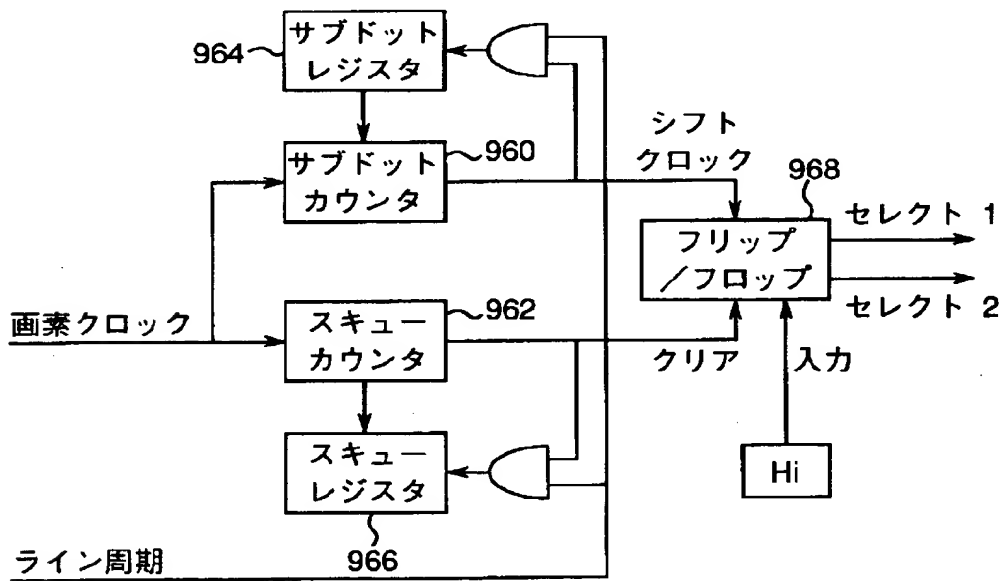 サブドット
レジスタ
964
サブドット
カウンタ
960
シフト
クロック
968
フリップ
／フロップ
セレクト 1
セレクト 2
画素クロック
スキュー
カウンタ
962
クリア
入力
スキュー
レジスタ
966
Hi
ライン周期